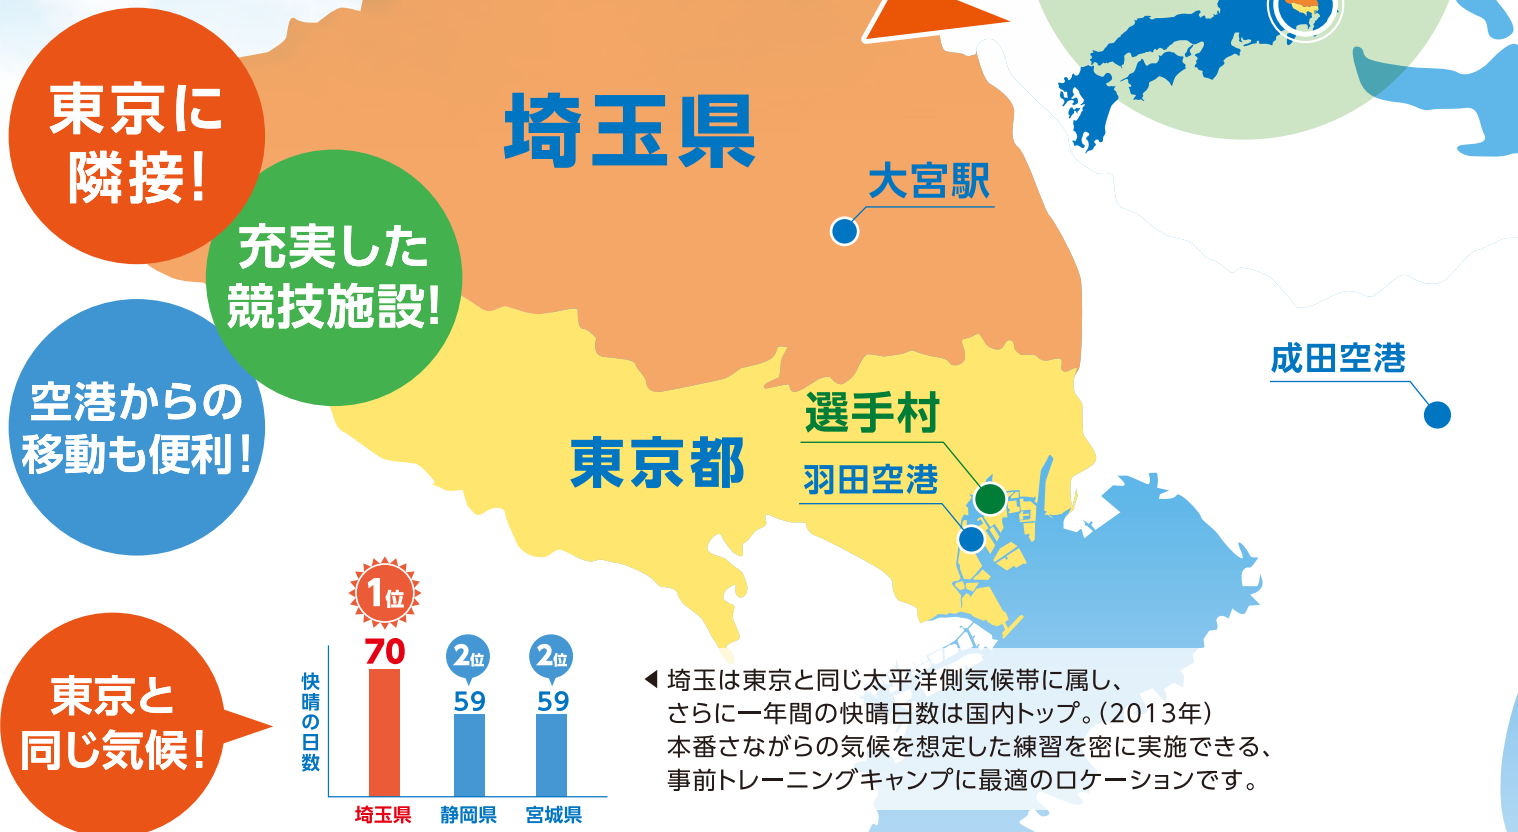 東京に
隣接!
充実した
競技施設!
空港からの
移動も便利!
埼玉県
大宮駅
成田空港
選手村
東京都
羽田空港
東京と
同じ気候!
快晴の日数
1位
70
2位
59
2位
59
埼玉県
静岡県
宮城県
◀埼玉は東京と同じ太平洋側気候帯に属し、
さらに一年間の快晴日数は国内トップ。(2013年)
本番さながらの気候を想定した練習を密に実施できる、
事前トレーニングキャンプに最適のロケーションです。